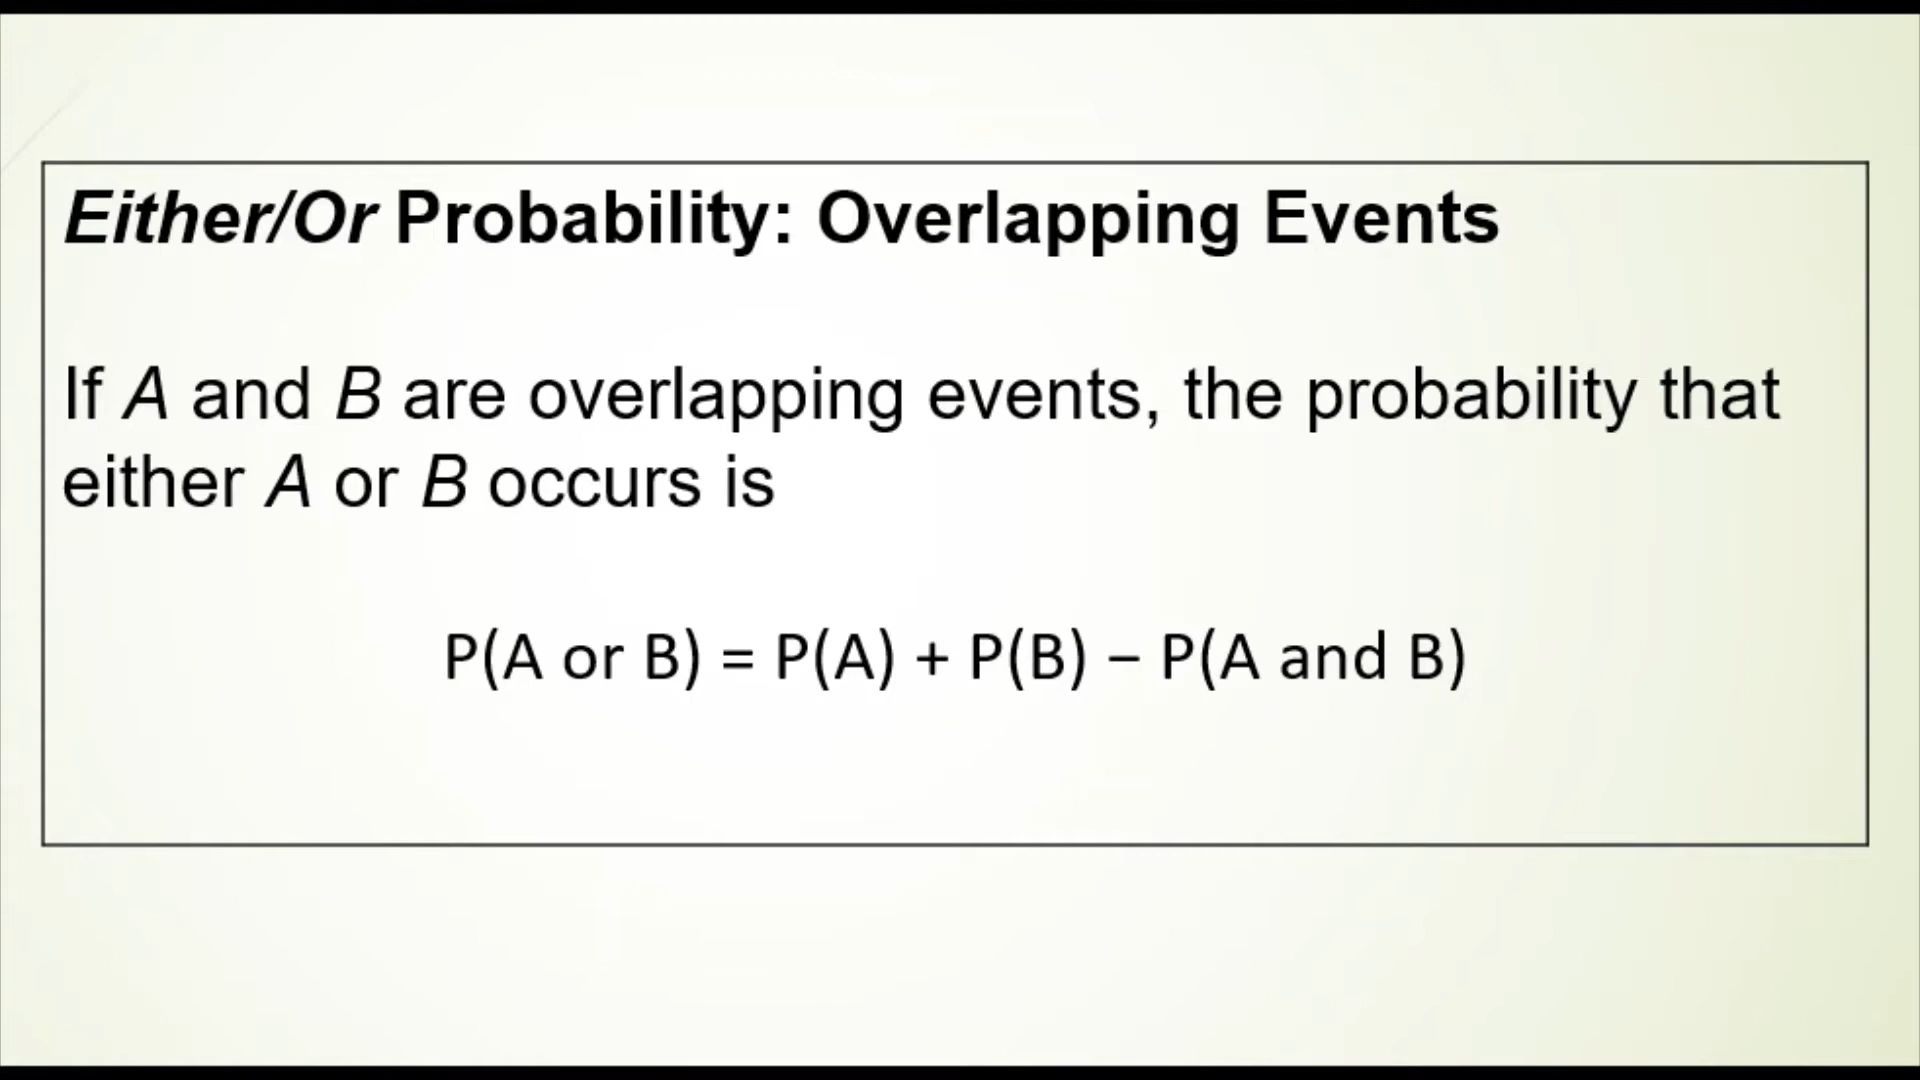 Either/Or Probability: Overlapping Events
If A and B are overlapping events, the probability that
either A or B occurs is
P(A or B) = P(A) + P(B) – P(A and B)